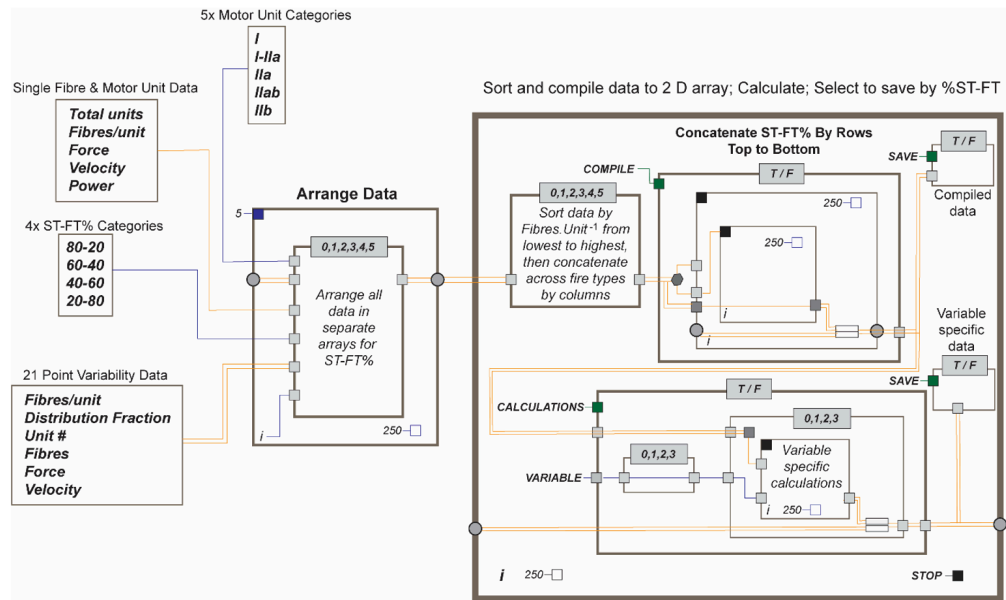 5x Motor Unit Categories
I
I-IIa
IIa
IIab
IIb
Single Fibre & Motor Unit Data
Total units
Fibres/unit
Force
Velocity
Power
4x ST-FT% Categories
80-20
60-40
40-60
20-80
21 Point Variability Data
Fibres/unit
Distribution Fraction
Unit #
Fibres
Force
Velocity
Arrange Data
5
0,1,2,3,4,5
Arrange all
data in
separate
arrays for
ST-FT%
i
250
Sort and compile data to 2 D array; Calculate; Select to save by %ST-FT
0,1,2,3,4,5
Sort data by
Fibres.Unit⁻¹ from
lowest to highest,
then concatenate
across fire types
by columns
Concatenate ST-FT% By Rows
Top to Bottom
COMPILE
T / F
250
250
i
i
T / F
SAVE
Compiled
data
Variable
specific
data
T / F
SAVE
T / F
CALCULATIONS
0,1,2,3
VARIABLE
0,1,2,3
Variable
specific
calculations
i
250
i
250
STOP